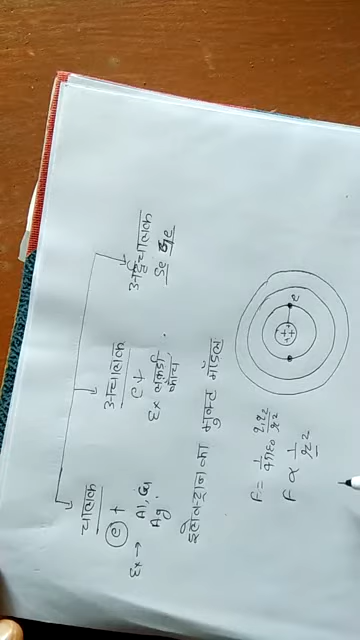 चालक
e +
Ex → Al, Cu
Ag
अचालक
e +
Ex लकड़ी
कांच
अर्द्धचालक
Se Ge
इलेक्ट्रान का मुक्त मॉडल
e
F = 1/4πε₀ q₁q₂/r²
F ∝ 1/r²